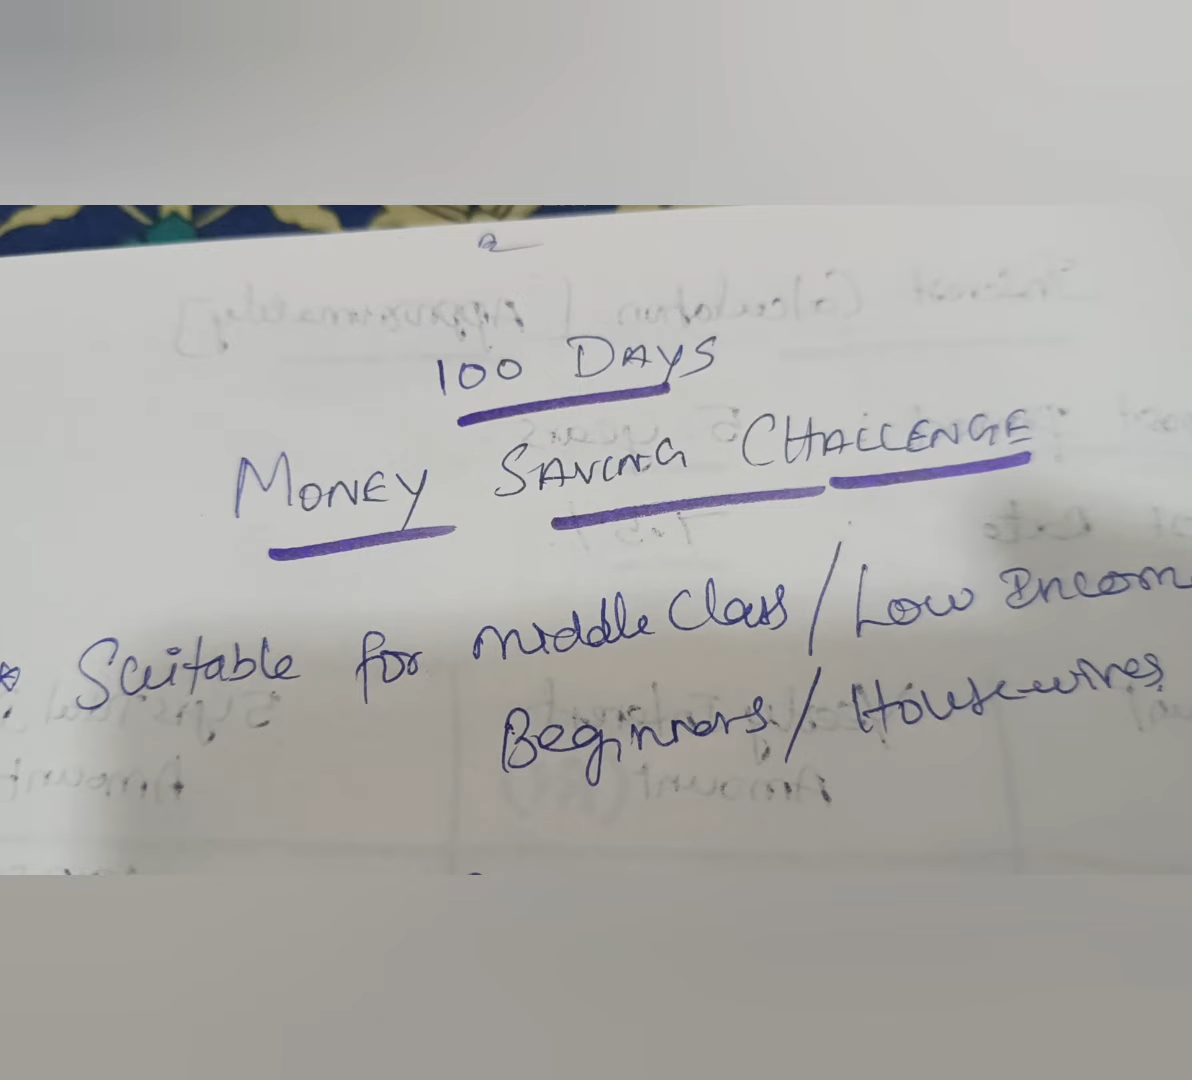 100 DAYS
MONEY SAVING CHALLENGE
Suitable for middle class / Low Incom
Beginners / Housewives